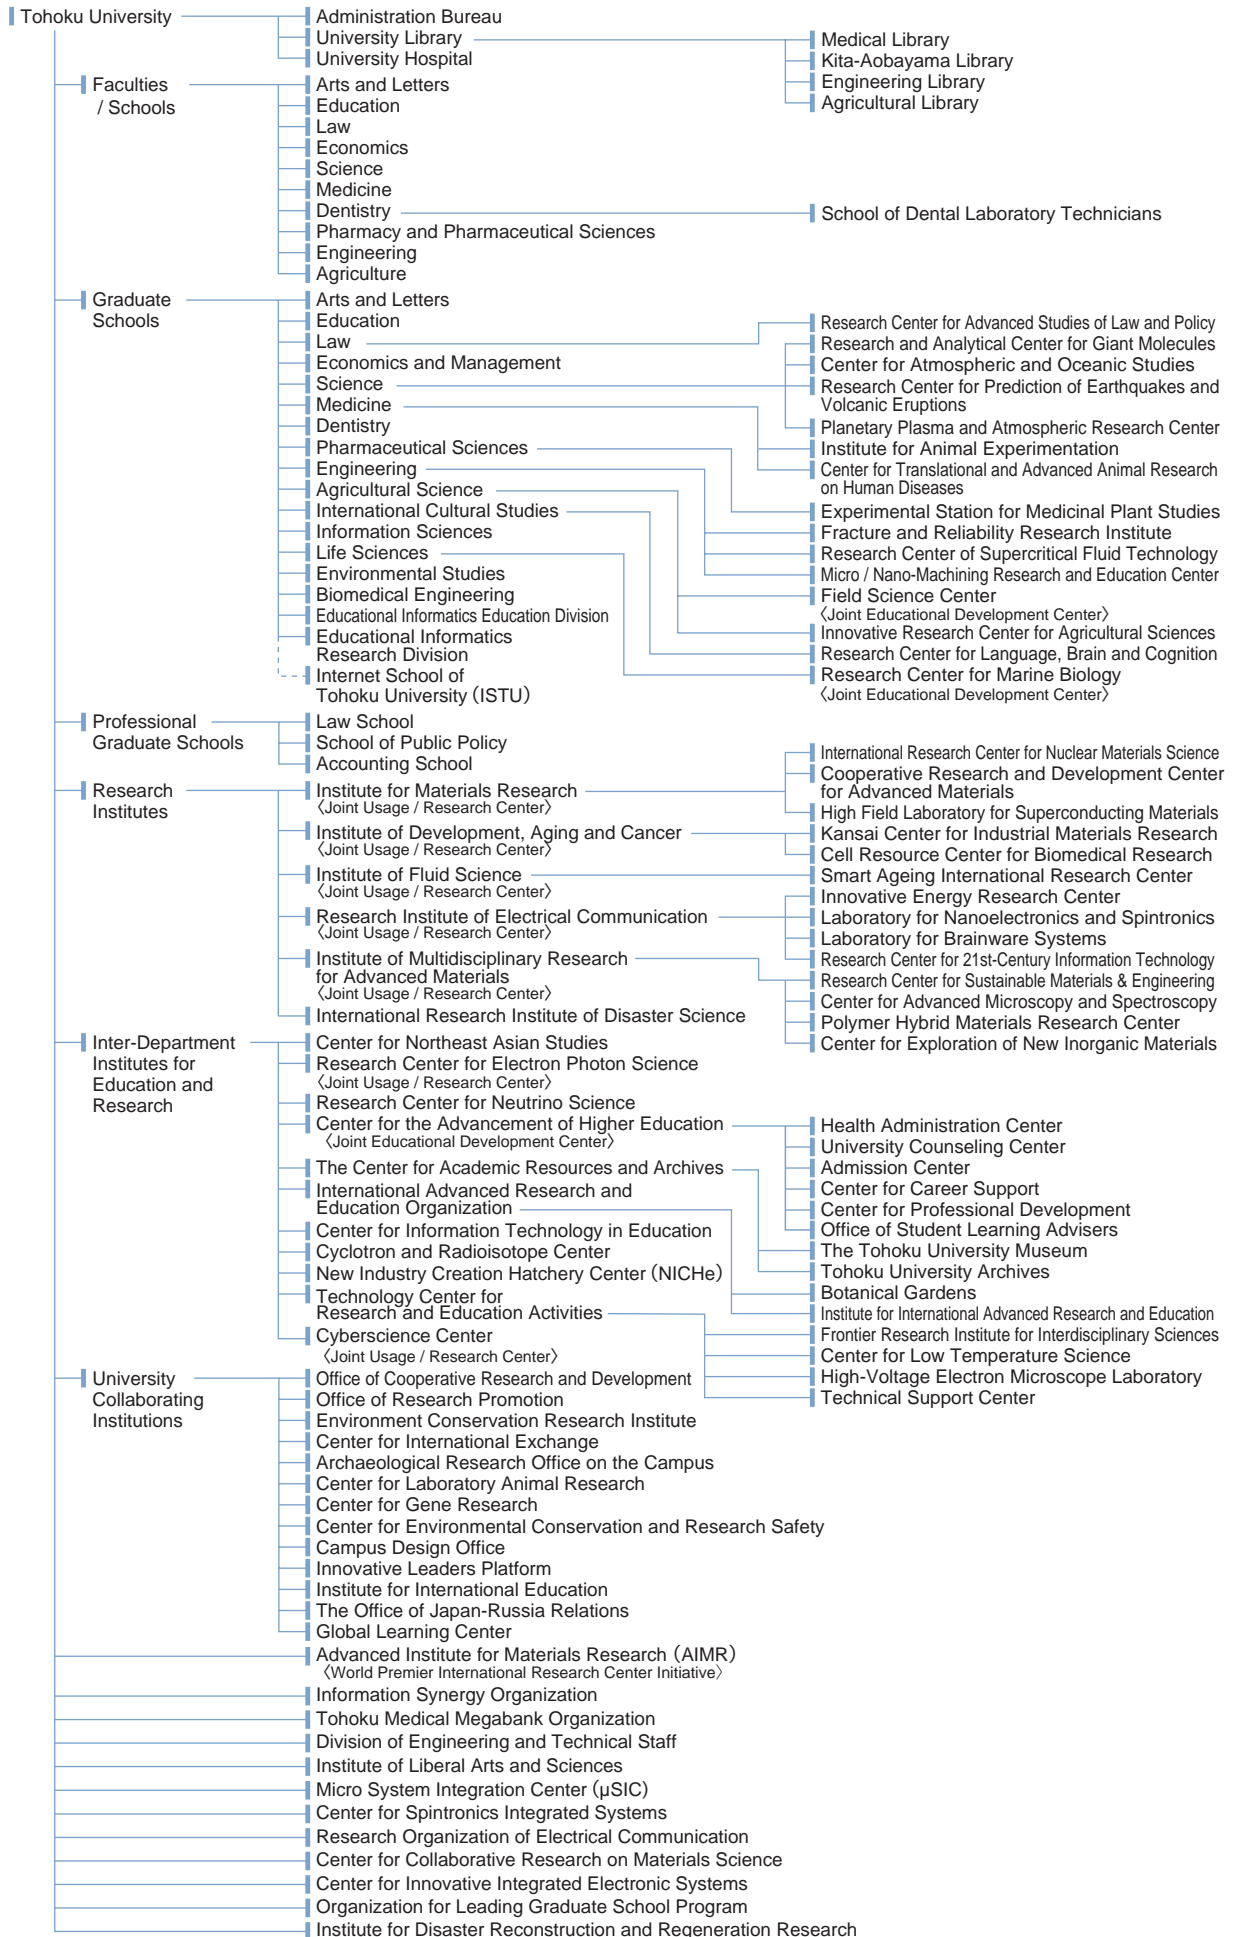 Tohoku University
Administration Bureau
University Library
University Hospital
Medical Library
Kita-Aobayama Library
Engineering Library
Agricultural Library
Faculties
/ Schools
Arts and Letters
Education
Law
Economics
Science
Medicine
Dentistry
School of Dental Laboratory Technicians
Pharmacy and Pharmaceutical Sciences
Engineering
Agriculture
Graduate
Schools
Arts and Letters
Education
Law
Economics and Management
Science
Medicine
Dentistry
Pharmaceutical Sciences
Engineering
Agricultural Science
International Cultural Studies
Information Sciences
Life Sciences
Environmental Studies
Biomedical Engineering
Educational Informatics Education Division
Educational Informatics
Research Division
Internet School of
Tohoku University (ISTU)
Research Center for Advanced Studies of Law and Policy
Research and Analytical Center for Giant Molecules
Center for Atmospheric and Oceanic Studies
Research Center for Prediction of Earthquakes and
Volcanic Eruptions
Planetary Plasma and Atmospheric Research Center
Institute for Animal Experimentation
Center for Translational and Advanced Animal Research
on Human Diseases
Experimental Station for Medicinal Plant Studies
Fracture and Reliability Research Institute
Research Center of Supercritical Fluid Technology
Micro / Nano-Machining Research and Education Center
Field Science Center
〈Joint Educational Development Center〉
Innovative Research Center for Agricultural Sciences
Research Center for Language, Brain and Cognition
Research Center for Marine Biology
〈Joint Educational Development Center〉
Professional
Graduate Schools
Law School
School of Public Policy
Accounting School
Research
Institutes
Institute for Materials Research
〈Joint Usage / Research Center〉
Institute of Development, Aging and Cancer
〈Joint Usage / Research Center〉
Institute of Fluid Science
〈Joint Usage / Research Center〉
Research Institute of Electrical Communication
〈Joint Usage / Research Center〉
Institute of Multidisciplinary Research
for Advanced Materials
〈Joint Usage / Research Center〉
International Research Institute of Disaster Science
International Research Center for Nuclear Materials Science
Cooperative Research and Development Center
for Advanced Materials
High Field Laboratory for Superconducting Materials
Kansai Center for Industrial Materials Research
Cell Resource Center for Biomedical Research
Smart Ageing International Research Center
Innovative Energy Research Center
Laboratory for Nanoelectronics and Spintronics
Laboratory for Brainware Systems
Research Center for 21st-Century Information Technology
Research Center for Sustainable Materials & Engineering
Center for Advanced Microscopy and Spectroscopy
Polymer Hybrid Materials Research Center
Center for Exploration of New Inorganic Materials
Inter-Department
Institutes for
Education and
Research
Center for Northeast Asian Studies
Research Center for Electron Photon Science
〈Joint Usage / Research Center〉
Research Center for Neutrino Science
Center for the Advancement of Higher Education
〈Joint Educational Development Center〉
The Center for Academic Resources and Archives
International Advanced Research and
Education Organization
Center for Information Technology in Education
Cyclotron and Radioisotope Center
New Industry Creation Hatchery Center (NICHe)
Technology Center for
Research and Education Activities
Cyberscience Center
〈Joint Usage / Research Center〉
Health Administration Center
University Counseling Center
Admission Center
Center for Career Support
Center for Professional Development
Office of Student Learning Advisers
The Tohoku University Museum
Tohoku University Archives
Botanical Gardens
Institute for International Advanced Research and Education
Frontier Research Institute for Interdisciplinary Sciences
Center for Low Temperature Science
High-Voltage Electron Microscope Laboratory
Technical Support Center
University
Collaborating
Institutions
Office of Cooperative Research and Development
Office of Research Promotion
Environment Conservation Research Institute
Center for International Exchange
Archaeological Research Office on the Campus
Center for Laboratory Animal Research
Center for Gene Research
Center for Environmental Conservation and Research Safety
Campus Design Office
Innovative Leaders Platform
Institute for International Education
The Office of Japan-Russia Relations
Global Learning Center
Advanced Institute for Materials Research (AIMR)
〈World Premier International Research Center Initiative〉
Information Synergy Organization
Tohoku Medical Megabank Organization
Division of Engineering and Technical Staff
Institute of Liberal Arts and Sciences
Micro System Integration Center (μSIC)
Center for Spintronics Integrated Systems
Research Organization of Electrical Communication
Center for Collaborative Research on Materials Science
Center for Innovative Integrated Electronic Systems
Organization for Leading Graduate School Program
Institute for Disaster Reconstruction and Regeneration Research